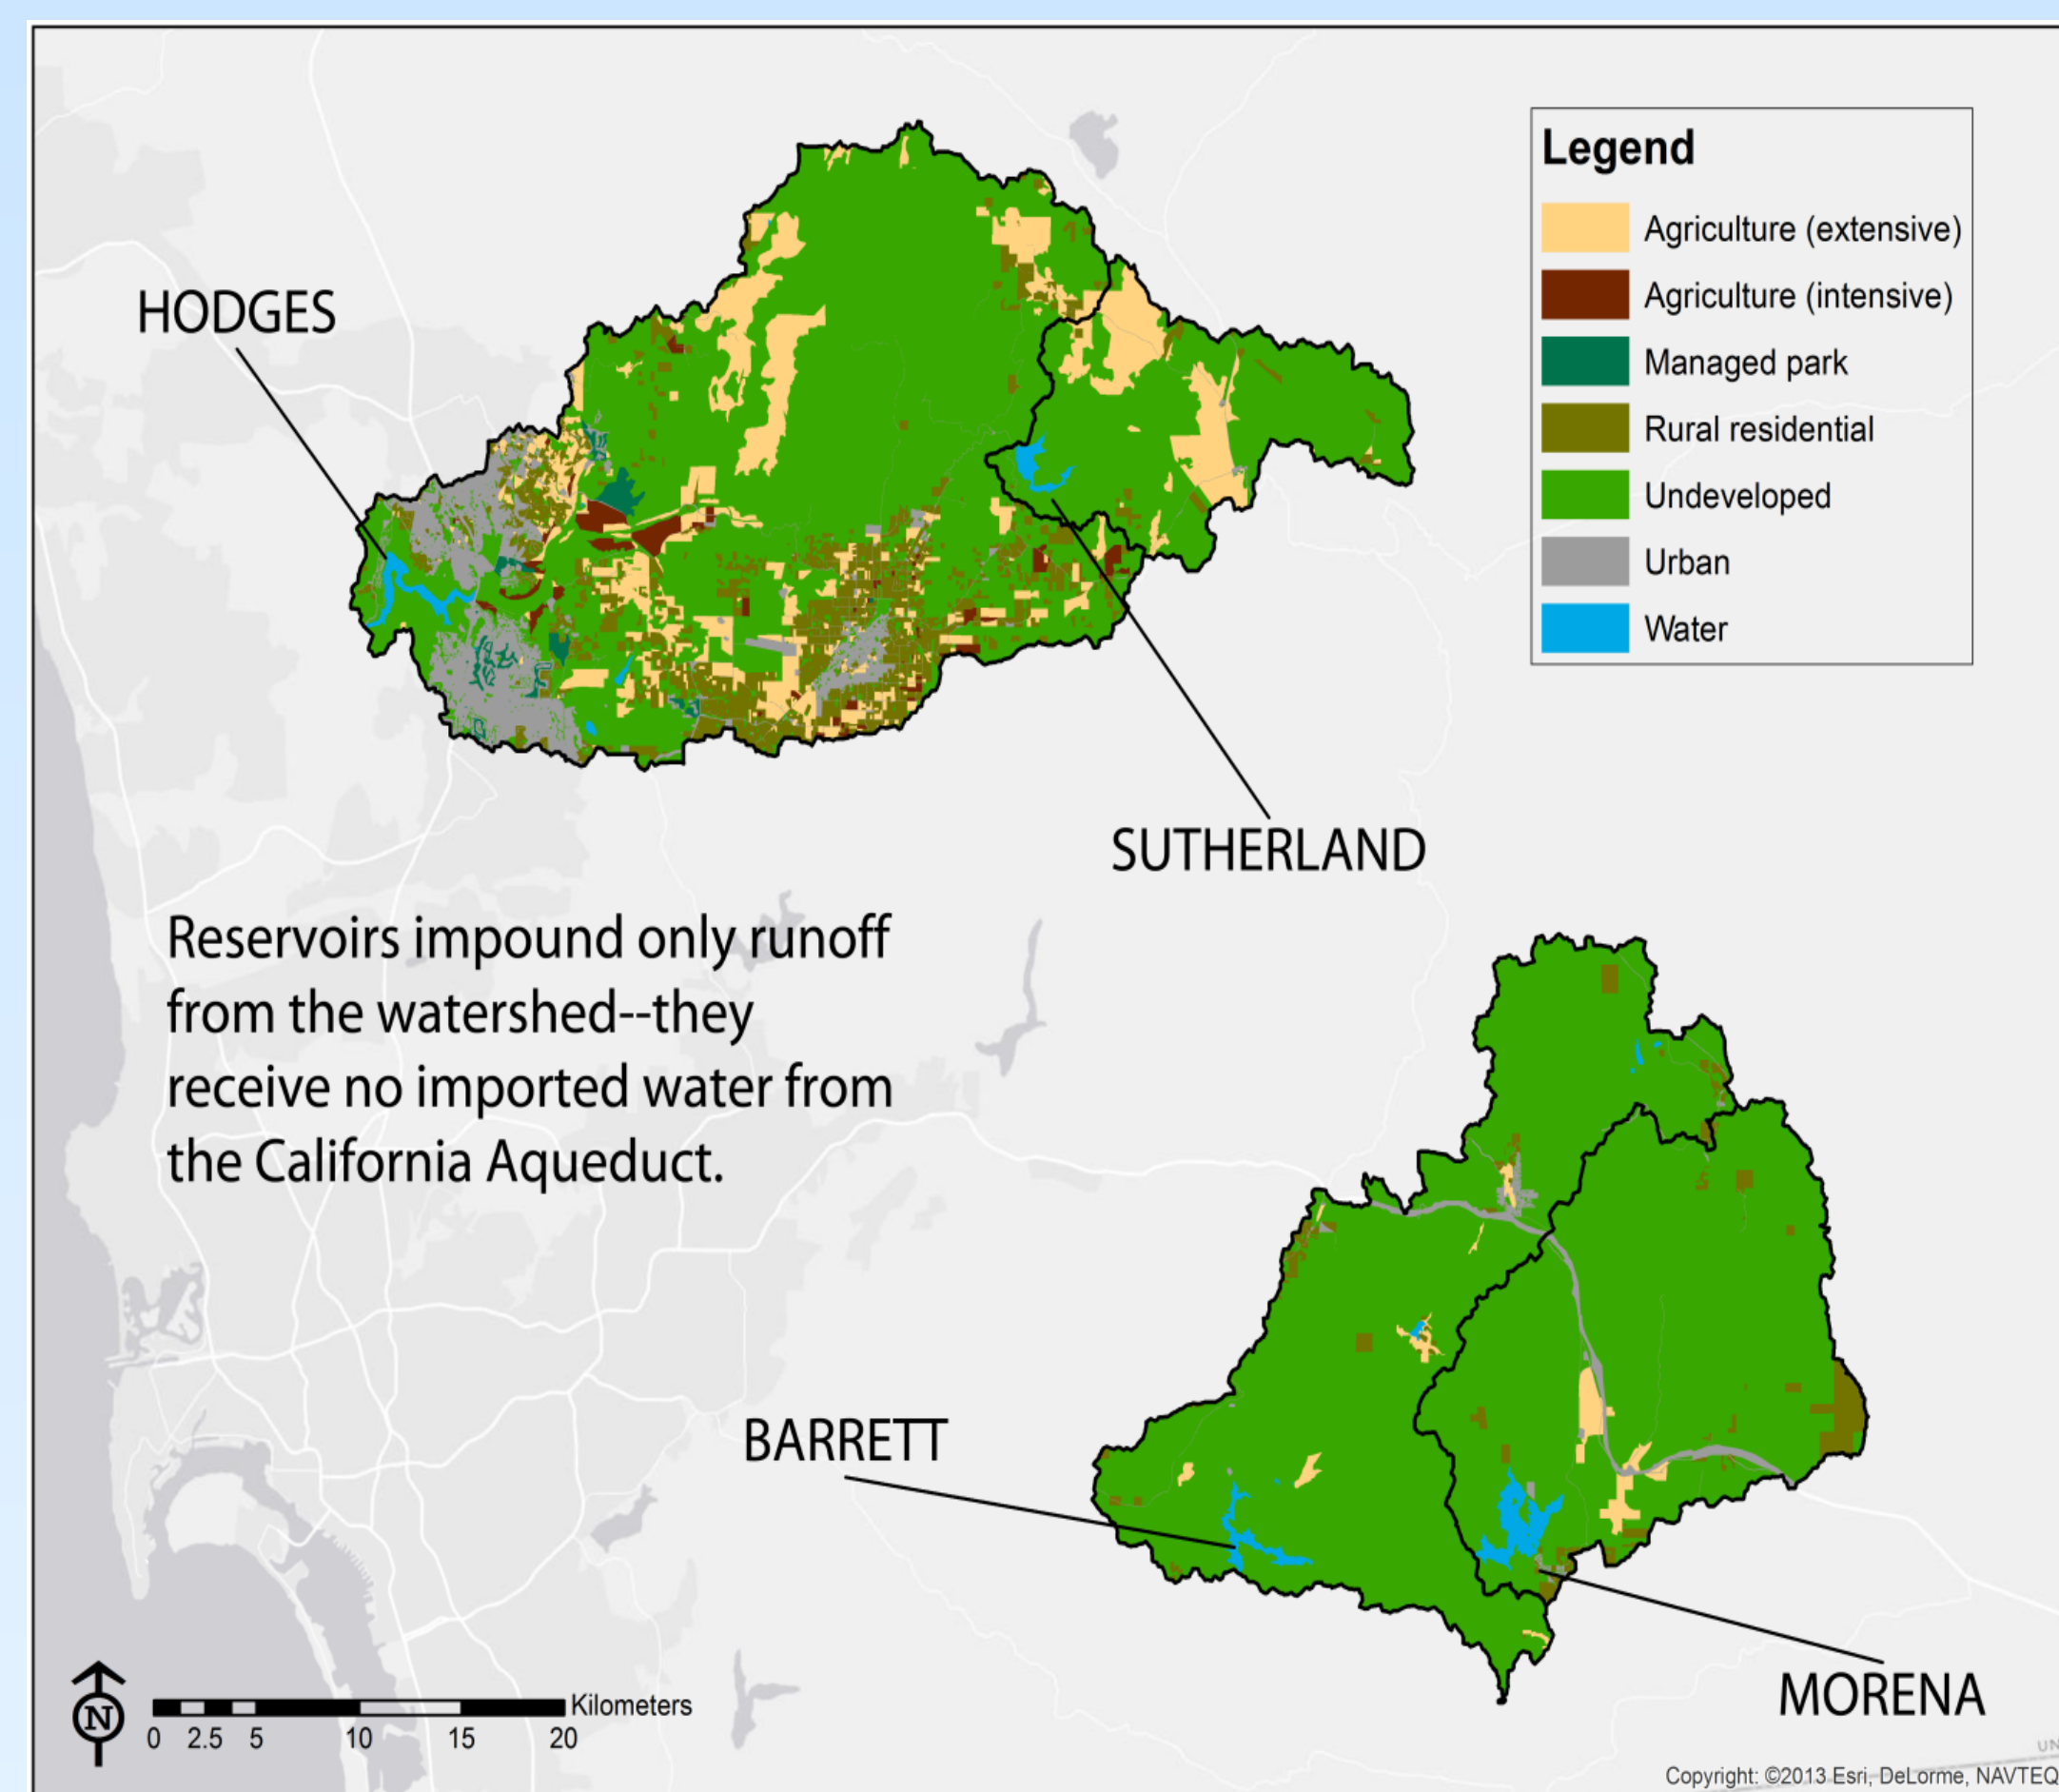 Legend
Agriculture (extensive)
Agriculture (intensive)
Managed park
Rural residential
Undeveloped
Urban
Water
HODGES
SUTHERLAND
Reservoirs impound only runoff
from the watershed--they
receive no imported water from
the California Aqueduct.
BARRETT
MORENA
N
Kilometers
0 2.5 5 10 15 20
UN
Copyright: ©2013 Esri, DeLorme, NAVTEQ